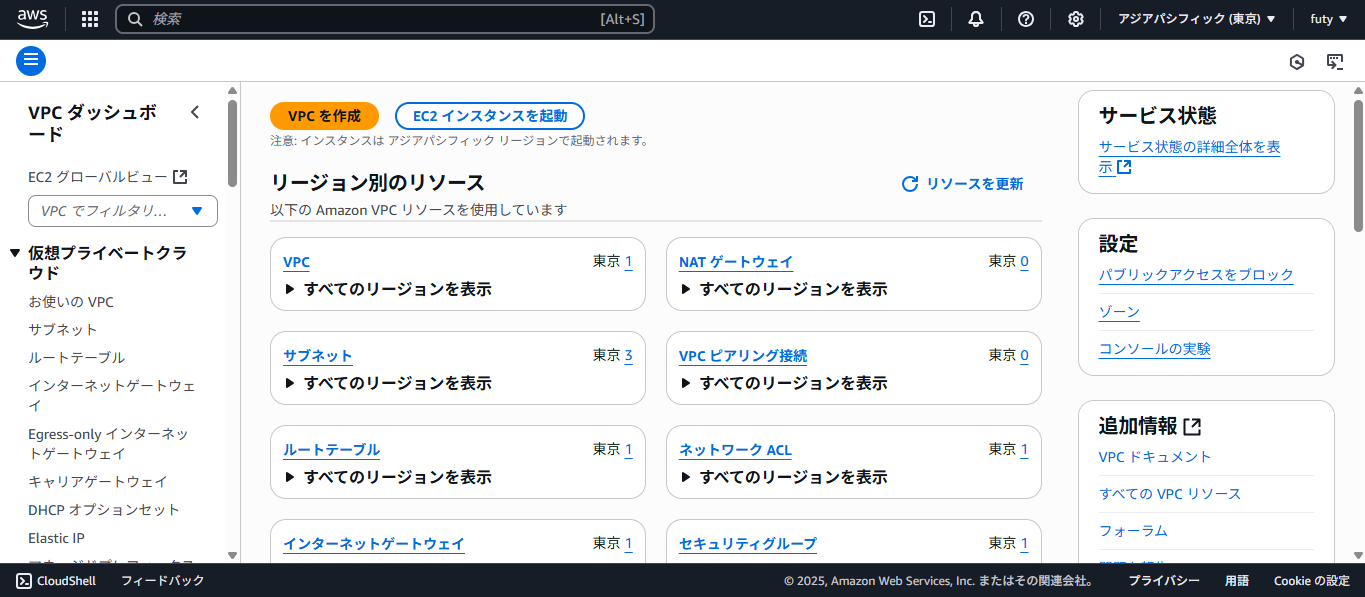 aws
検索
[Alt+S]
アジアパシフィック (東京) ▼
futy ▼
VPC ダッシュボ
ード
EC2 グローバルビュー
VPC でフィルタリ... ▼
▼ 仮想プライベートクラ
ウド
お使いの VPC
サブネット
ルートテーブル
インターネットゲートウェ
イ
Egress-only インターネッ
トゲートウェイ
キャリアゲートウェイ
DHCP オプションセット
Elastic IP
VPC を作成
EC2 インスタンスを起動
注意: インスタンスは アジアパシフィック リージョンで起動されます。
リージョン別のリソース
リソースを更新
以下の Amazon VPC リソースを使用しています
VPC 東京 1
▶ すべてのリージョンを表示
NAT ゲートウェイ 東京 0
▶ すべてのリージョンを表示
サブネット 東京 3
▶ すべてのリージョンを表示
VPC ピアリング接続 東京 0
▶ すべてのリージョンを表示
ルートテーブル 東京 1
▶ すべてのリージョンを表示
ネットワーク ACL 東京 1
▶ すべてのリージョンを表示
インターネットゲートウェイ 東京 1
セキュリティグループ 東京 1
サービス状態
サービス状態の詳細全体を表
示
設定
パブリックアクセスをブロック
ゾーン
コンソールの実験
追加情報
VPC ドキュメント
すべての VPC リソース
フォーラム
CloudShell
フィードバック
© 2025, Amazon Web Services, Inc. またはその関連会社。
プライバシー
用語
Cookie の設定